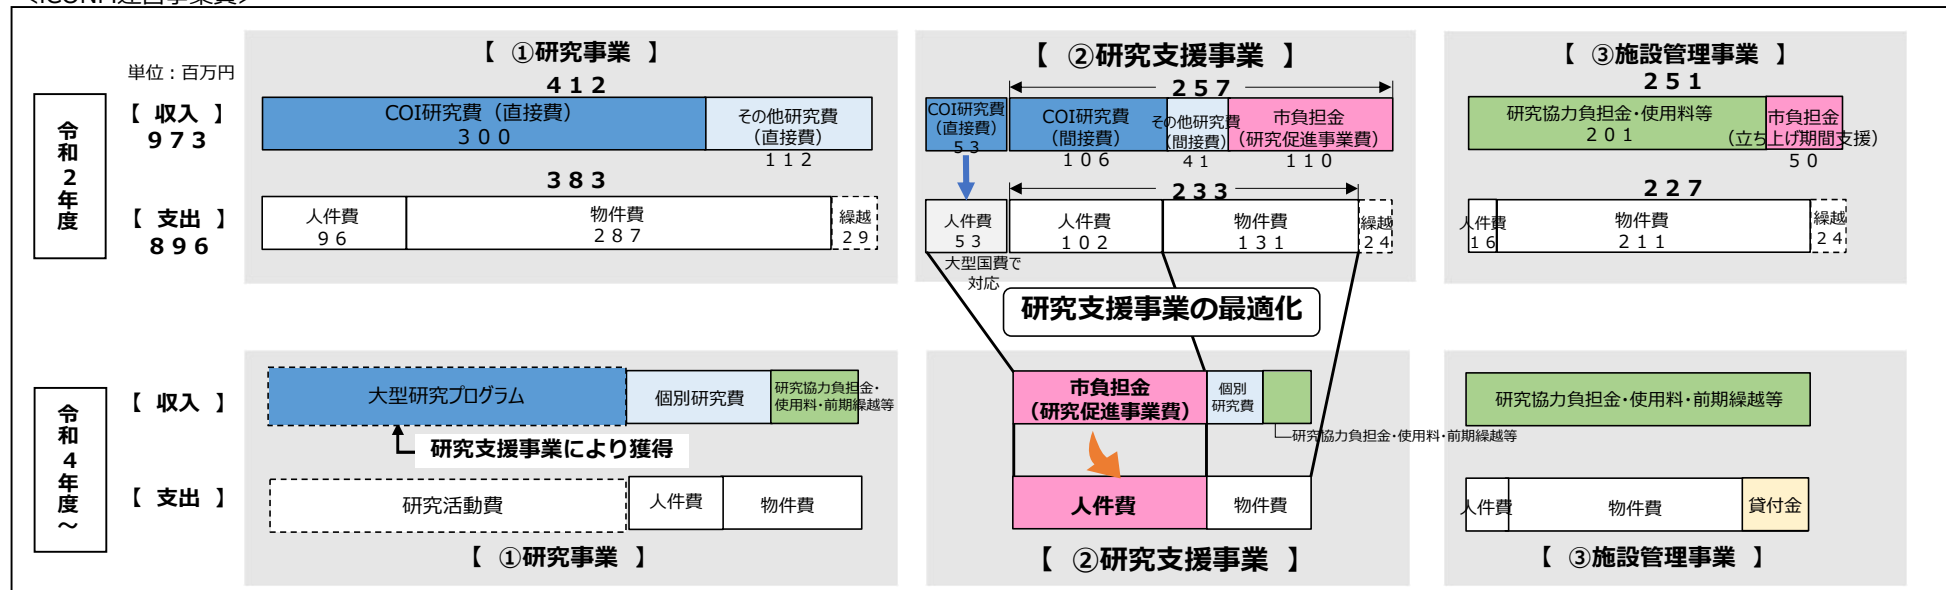 単位：百万円
令和２年度
【 収入 】
９７３
【 支出 】
８９６
【 ①研究事業 】
４１２
COI研究費（直接費）
３００
その他研究費
（直接費）
１１２
３８３
人件費
９６
物件費
２８７
繰越
２９
【 ②研究支援事業 】
２５７
COI研究費
（直接費）
５３
COI研究費
（間接費）
１０６
その他研究費
（間接費）
４１
市負担金
（研究促進事業費）
１１０
２３３
人件費
５３
大型国費で
対応
人件費
１０２
物件費
１３１
繰越
２４
【 ③施設管理事業 】
２５１
研究協力負担金・使用料等
２０１
市負担金
（立ち上げ期間支援）
５０
２２７
人件費
１６
物件費
２１１
繰越
２４
研究支援事業の最適化
令和４年度～
【 収入 】
【 支出 】
大型研究プログラム
個別研究費
研究協力負担金・
使用料・前期繰越等
研究支援事業により獲得
研究活動費
人件費
物件費
【 ①研究事業 】
市負担金
（研究促進事業費）
個別
研究費
研究協力負担金・使用料・前期繰越等
人件費
物件費
【 ②研究支援事業 】
研究協力負担金・使用料・前期繰越等
人件費
物件費
貸付金
【 ③施設管理事業 】